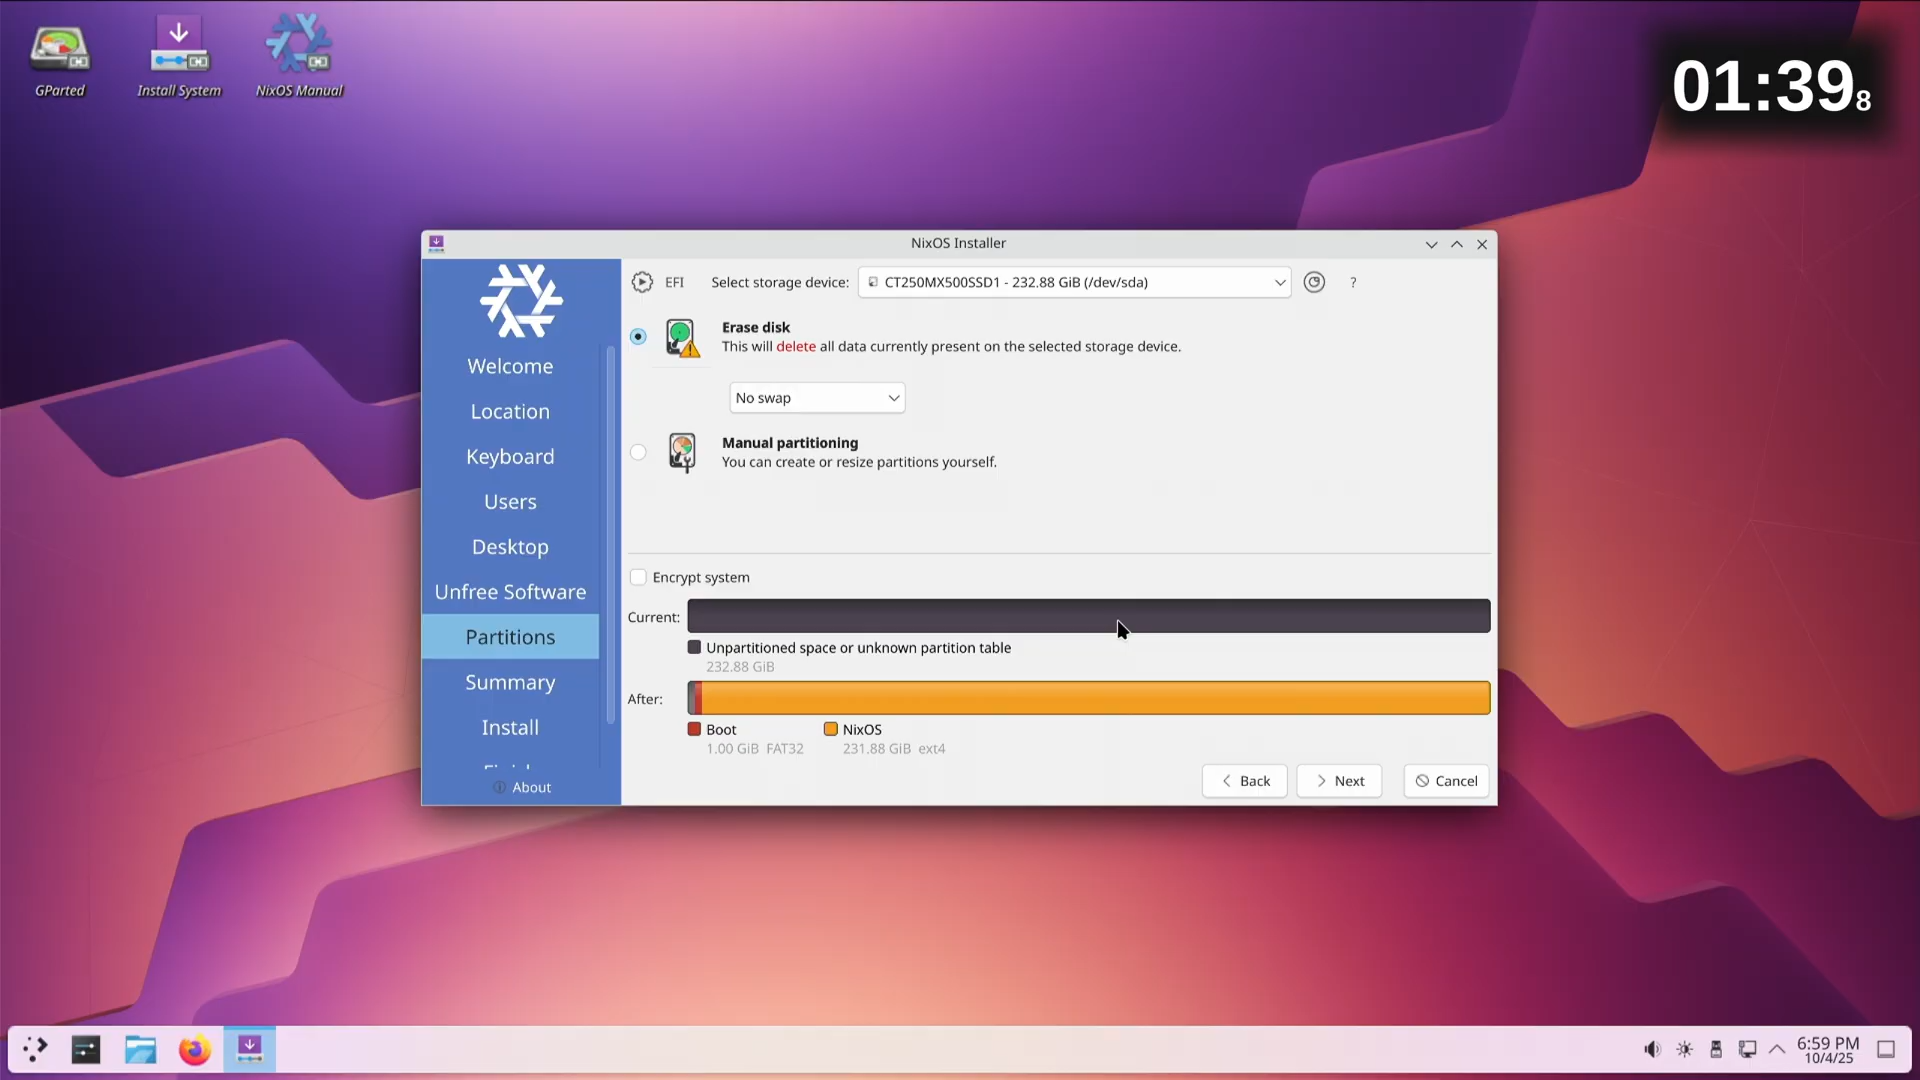 GParted
Install System
NixOS Manual
01:39 8
NixOS Installer
EFI
Select storage device:
CT250MX500SSD1 - 232.88 GiB (/dev/sda)
?
Erase disk
This will delete all data currently present on the selected storage device.
No swap
Manual partitioning
You can create or resize partitions yourself.
Welcome
Location
Keyboard
Users
Desktop
Unfree Software
Partitions
Summary
Install
About
Encrypt system
Current:
Unpartitioned space or unknown partition table
232.88 GiB
After:
Boot
1.00 GiB FAT32
NixOS
231.88 GiB ext4
Back
Next
Cancel
6:59 PM
10/4/25